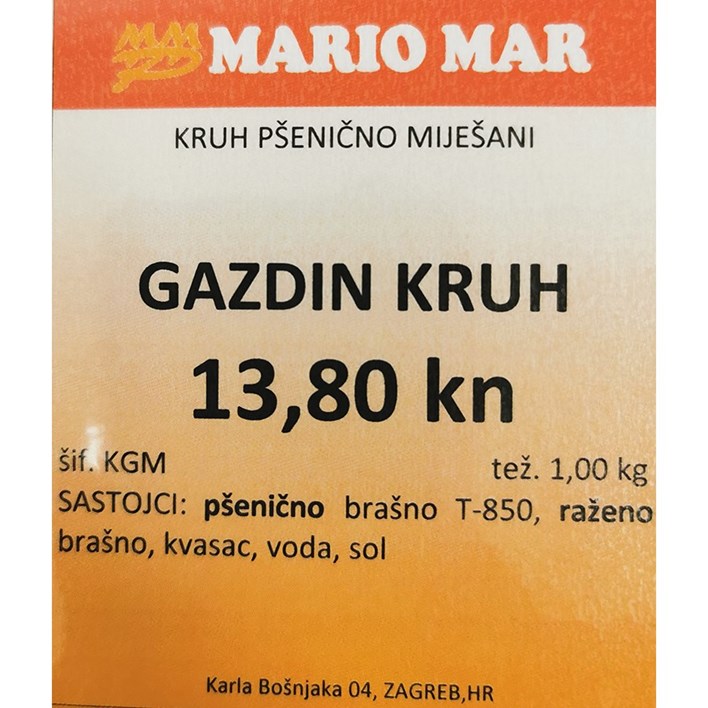 MARIO MAR
KRUH PŠENIČNO MIJEŠANI
GAZDIN KRUH
13,80 kn
šif. KGM tež. 1,00 kg
SASTOJCI: pšenično brašno T-850, raženo
brašno, kvasac, voda, sol
Karla Bošnjaka 04, ZAGREB,HR